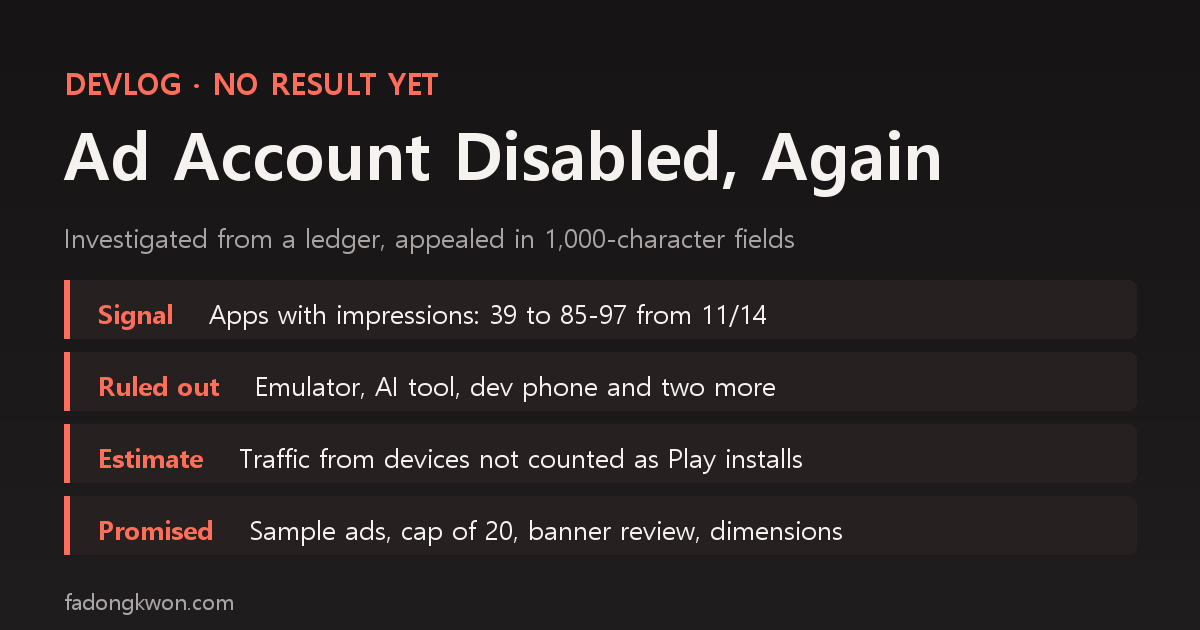 DEVLOG · NO RESULT YET
Ad Account Disabled, Again
Investigated from a ledger, appealed in 1,000-character fields
Signal Apps with impressions: 39 to 85-97 from 11/14
Ruled out Emulator, AI tool, dev phone and two more
Estimate Traffic from devices not counted as Play installs
Promised Sample ads, cap of 20, banner review, dimensions
fadongkwon.com